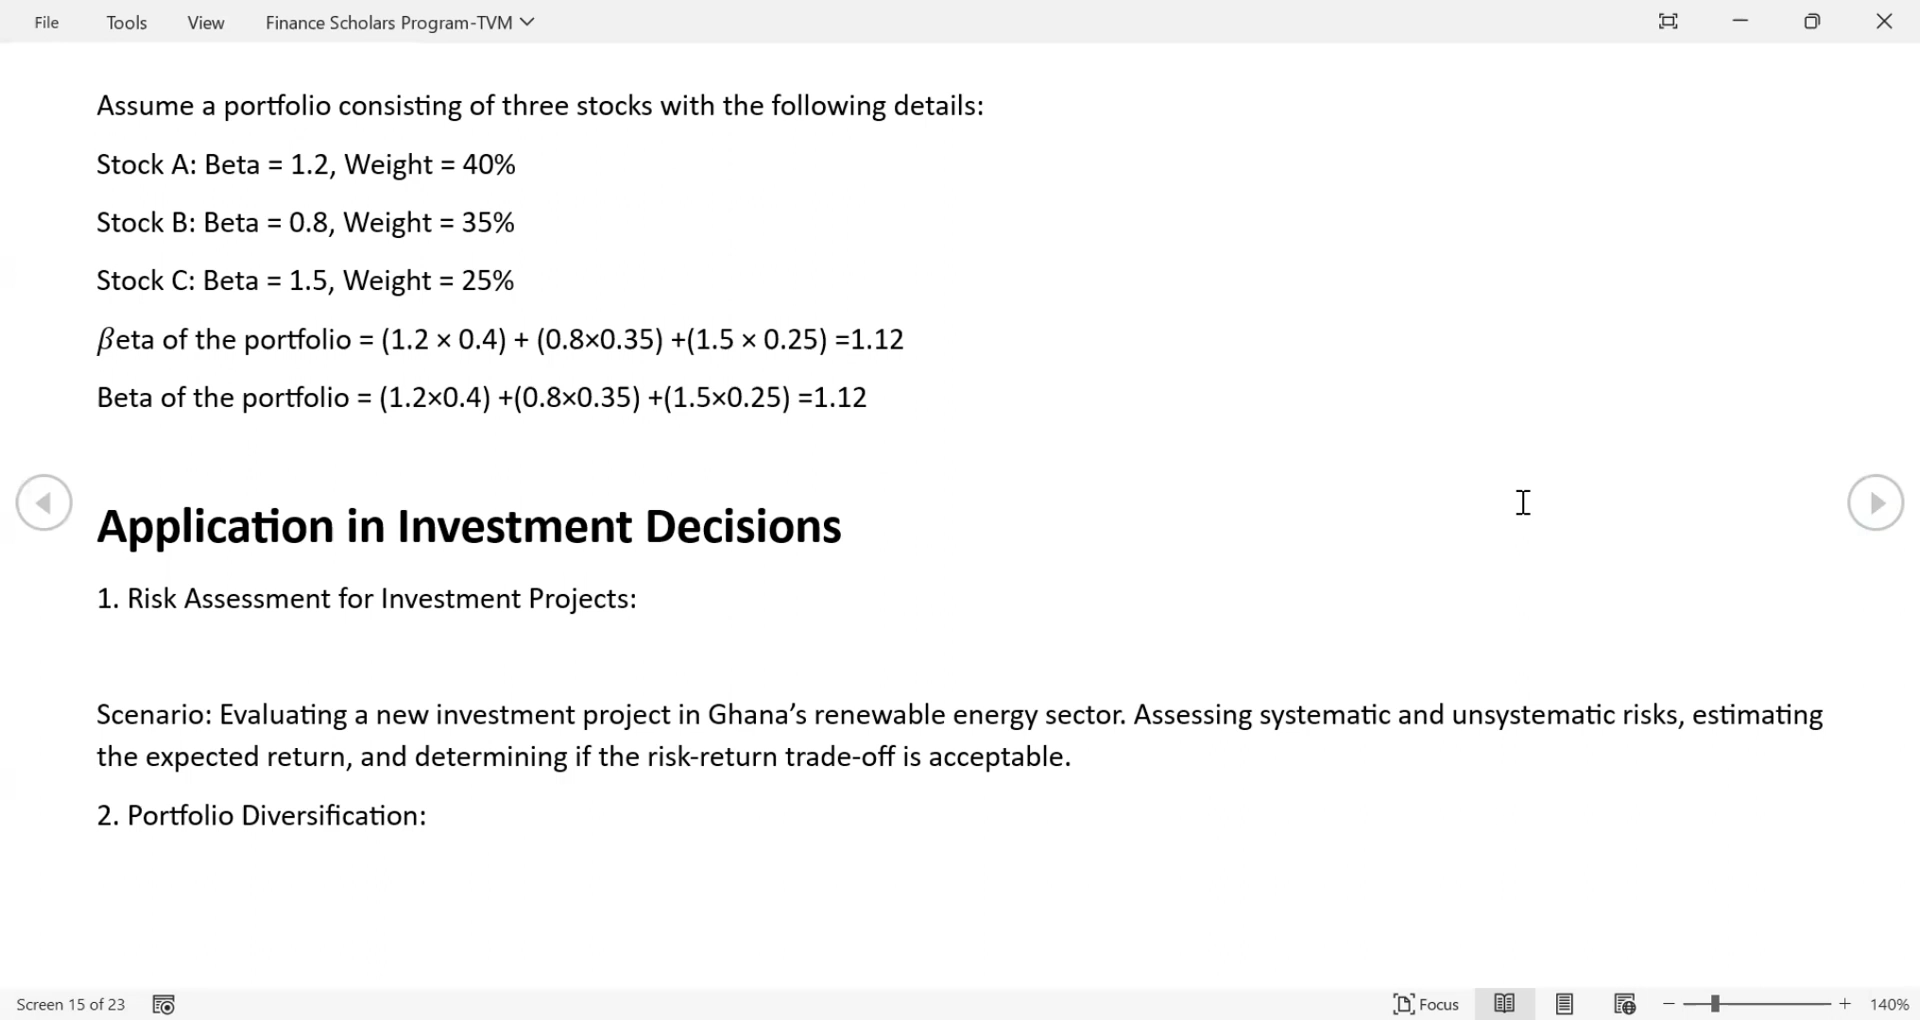 File Tools View Finance Scholars Program-TVM
Assume a portfolio consisting of three stocks with the following details:
Stock A: Beta = 1.2, Weight = 40%
Stock B: Beta = 0.8, Weight = 35%
Stock C: Beta = 1.5, Weight = 25%
𝛽eta of the portfolio = (1.2 × 0.4) + (0.8×0.35) +(1.5 × 0.25) =1.12
Beta of the portfolio = (1.2×0.4) +(0.8×0.35) +(1.5×0.25) =1.12
Application in Investment Decisions
1. Risk Assessment for Investment Projects:
Scenario: Evaluating a new investment project in Ghana’s renewable energy sector. Assessing systematic and unsystematic risks, estimating
the expected return, and determining if the risk-return trade-off is acceptable.
2. Portfolio Diversification:
Screen 15 of 23 Focus 140%